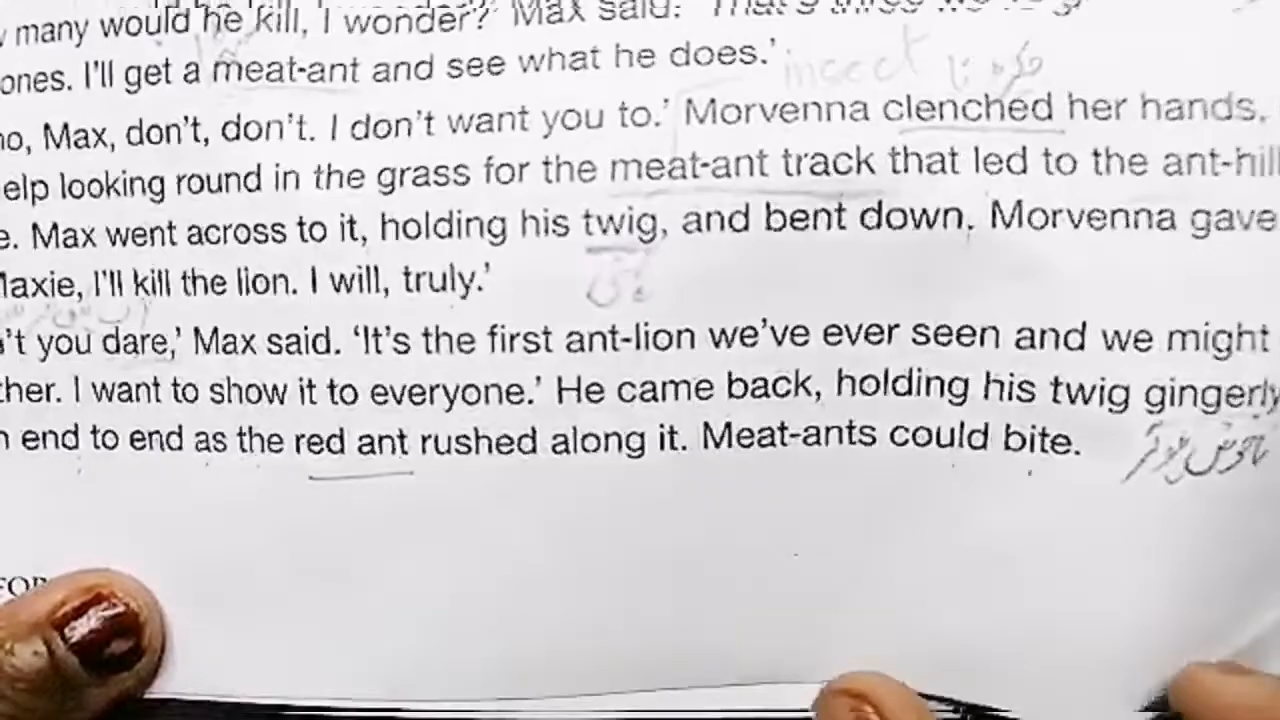 many would he kill, I wonder?' Max said. 'That's three
ones. I'll get a meat-ant and see what he does.' insect
no, Max, don't, don't. I don't want you to.' Morvenna clenched her hands,
elp looking round in the grass for the meat-ant track that led to the ant-hill
e. Max went across to it, holding his twig, and bent down. Morvenna gave
Maxie, I'll kill the lion. I will, truly.'
't you dare,' Max said. 'It's the first ant-lion we've ever seen and we might
ther. I want to show it to everyone.' He came back, holding his twig gingerly
n end to end as the red ant rushed along it. Meat-ants could bite.
FOR